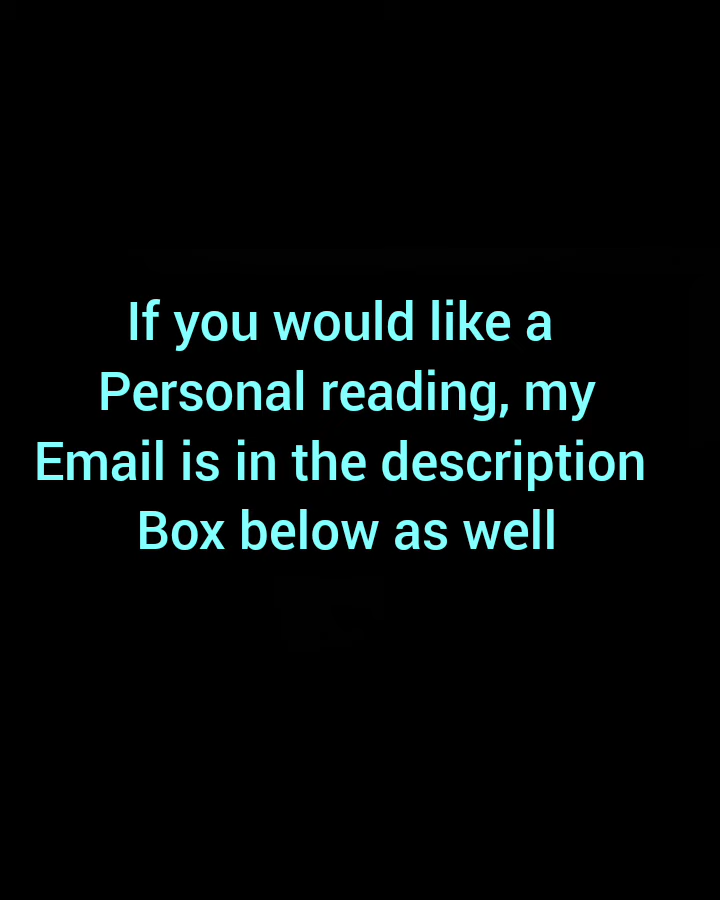 If you would like a
Personal reading, my
Email is in the description
Box below as well